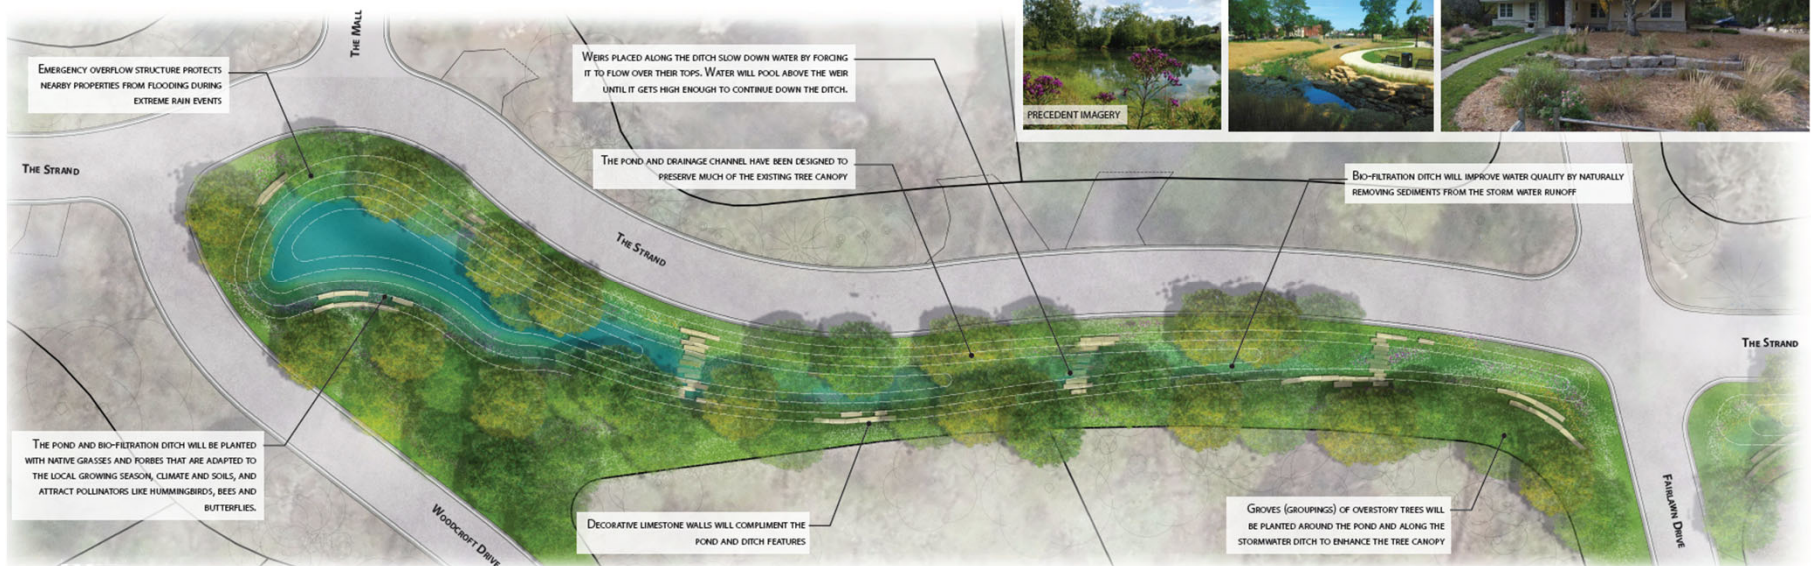 The Mall
Emergency overflow structure protects
nearby properties from flooding during
extreme rain events
Weirs placed along the ditch slow down water by forcing
it to flow over their tops. Water will pool above the weir
until it gets high enough to continue down the ditch.
PRECEDENT IMAGERY
The Strand
The pond and drainage channel have been designed to
preserve much of the existing tree canopy
Bio-filtration ditch will improve water quality by naturally
removing sediments from the storm water runoff
The Strand
The Strand
The pond and bio-filtration ditch will be planted
with native grasses and forbes that are adapted to
the local growing season, climate and soils, and
attract pollinators like hummingbirds, bees and
butterflies.
Woodcroft Drive
Decorative limestone walls will compliment the
pond and ditch features
Groves (groupings) of overstory trees will
be planted around the pond and along the
stormwater ditch to enhance the tree canopy
Fairlawn Drive